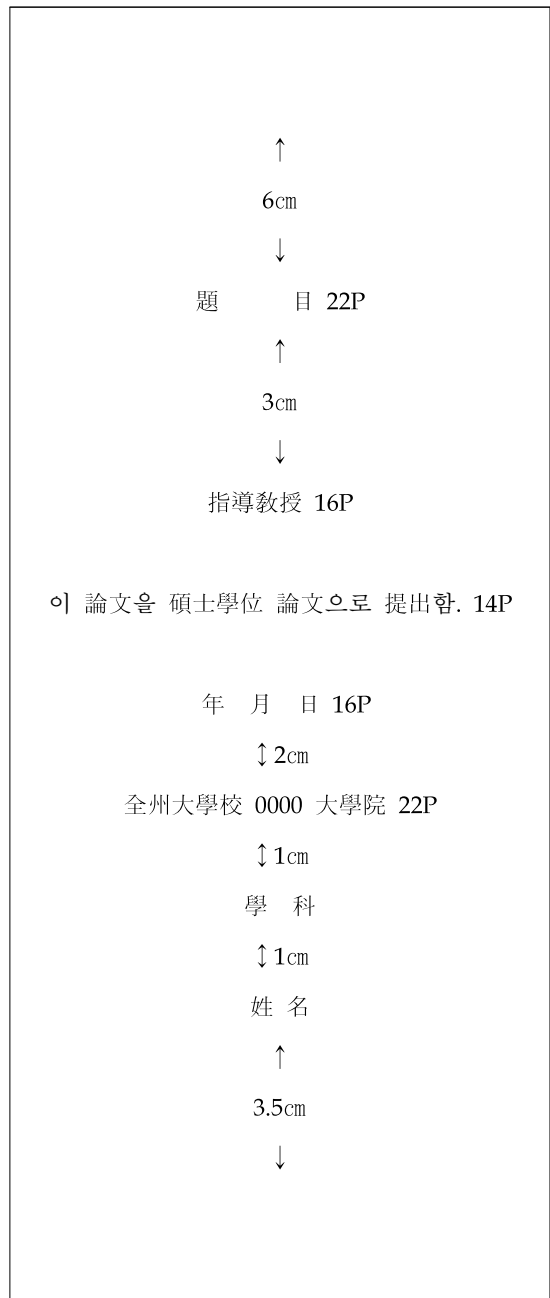 ↑
6㎝
↓
題 目 22P
↑
3㎝
↓
指導敎授 16P
이 論文을 碩士學位 論文으로 提出함. 14P
年 月 日 16P
↕2㎝
全州大學校 0000 大學院 22P
↕1㎝
學 科
↕1㎝
姓 名
↑
3.5㎝
↓